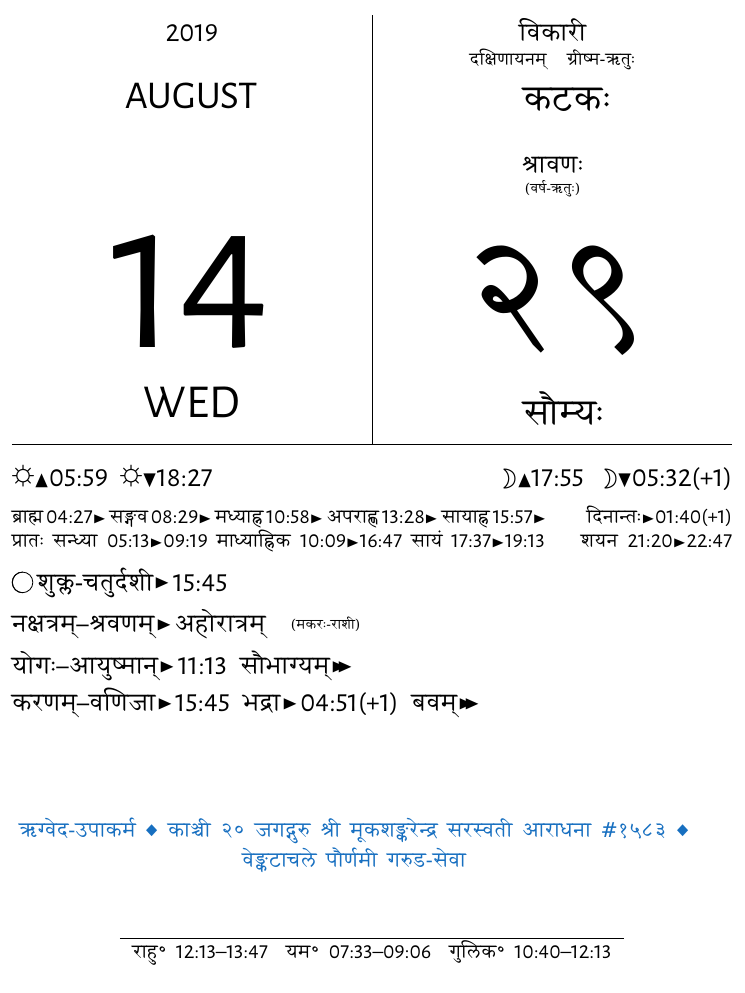 2019
AUGUST
14
WED
विकारी
दक्षिणायनम् ग्रीष्म-ऋतुः
कटकः
श्रावणः
(वर्ष-ऋतुः)
२९
सौम्यः
☼▲05:59 ☼▼18:27 ☽▲17:55 ☽▼05:32(+1)
ब्राह्म 04:27► सङ्गव 08:29► मध्याह्न 10:58► अपराह्ण 13:28► सायाह्न 15:57► दिनान्तः►01:40(+1)
प्रातः सन्ध्या 05:13►09:19 माध्याह्निक 10:09►16:47 सायं 17:37►19:13 शयन 21:20►22:47
○शुक्ल-चतुर्दशी►15:45
नक्षत्रम्–श्रवणम्►अहोरात्रम् (मकरः-राशी)
योगः–आयुष्मान्►11:13 सौभाग्यम्►►
करणम्–वणिजा►15:45 भद्रा►04:51(+1) बवम्►►
ऋग्वेद-उपाकर्म ◆ काञ्ची २० जगद्गुरु श्री मूकशङ्करेन्द्र सरस्वती आराधना #१५८३ ◆
वेङ्कटाचले पौर्णमी गरुड-सेवा
राहु॰ 12:13–13:47 यम॰ 07:33–09:06 गुलिक॰ 10:40–12:13